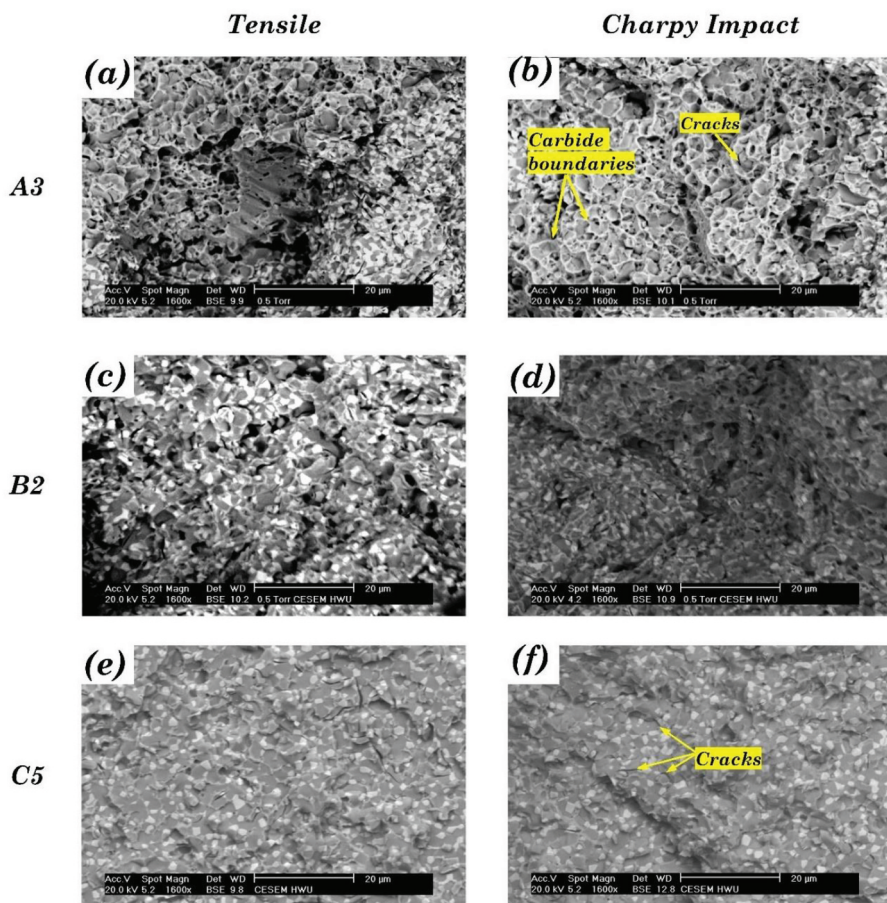 Tensile
Charpy Impact
A3
(a)
Acc.V Spot Magn Det WD 20 µm
20.0 kV 5.2 1600x BSE 9.9 0.5 Torr
(b)
Cracks
Carbide
boundaries
Acc.V Spot Magn Det WD 20 µm
20.0 kV 5.2 1600x BSE 10.1 0.5 Torr
B2
(c)
Acc.V Spot Magn Det WD 20 µm
20.0 kV 5.2 1600x BSE 10.2 0.5 Torr CESEM HWU
(d)
Acc.V Spot Magn Det WD 20 µm
20.0 kV 4.2 1600x BSE 10.9 0.5 Torr CESEM HWU
C5
(e)
Acc.V Spot Magn Det WD 20 µm
20.0 kV 5.2 1600x BSE 9.8 CESEM HWU
(f)
Cracks
Acc.V Spot Magn Det WD 20 µm
20.0 kV 5.2 1600x BSE 12.8 CESEM HWU